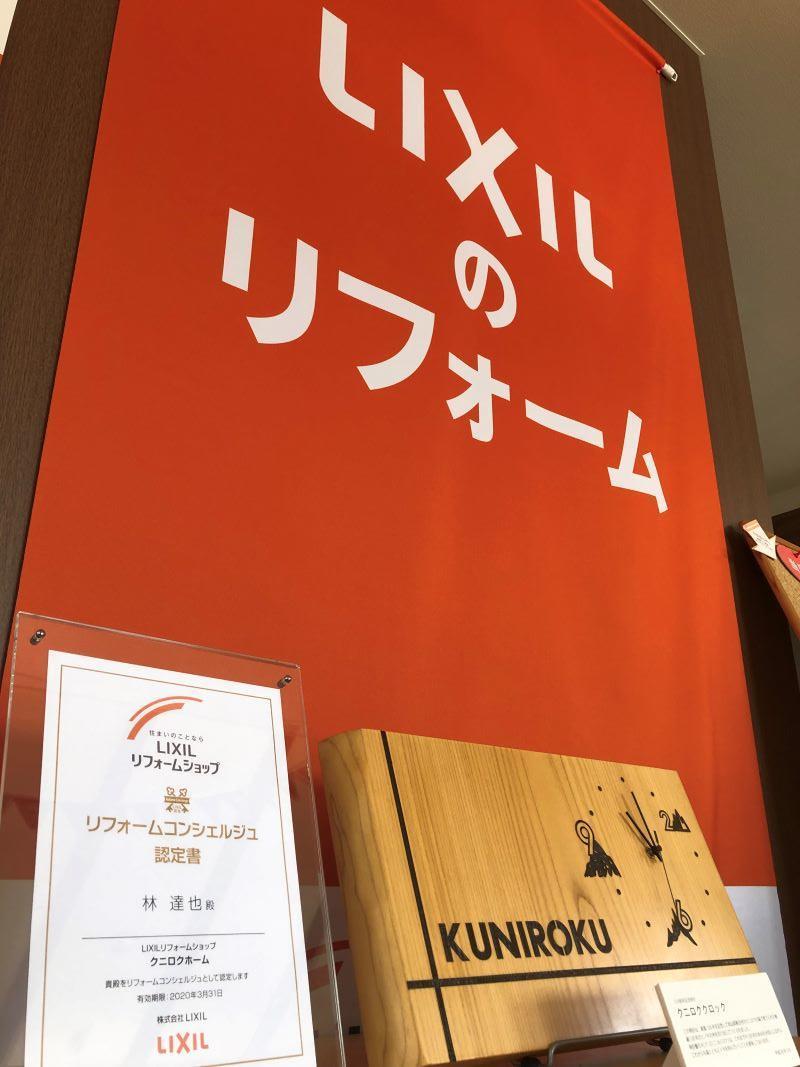 LIXIL
の
リフォーム
住まいのことなら
LIXIL
リフォームショップ
リフォームコンシェルジュ
認定書
林 達也 殿
LIXILリフォームショップ
クニロクホーム
貴殿をリフォームコンシェルジュとして認定します
有効期限:2020年3月31日
株式会社 LIXIL
LIXIL
9
6
KUNIROKU
クニロククロック